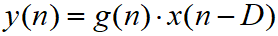 y(n) = g(n)·x(n − D)